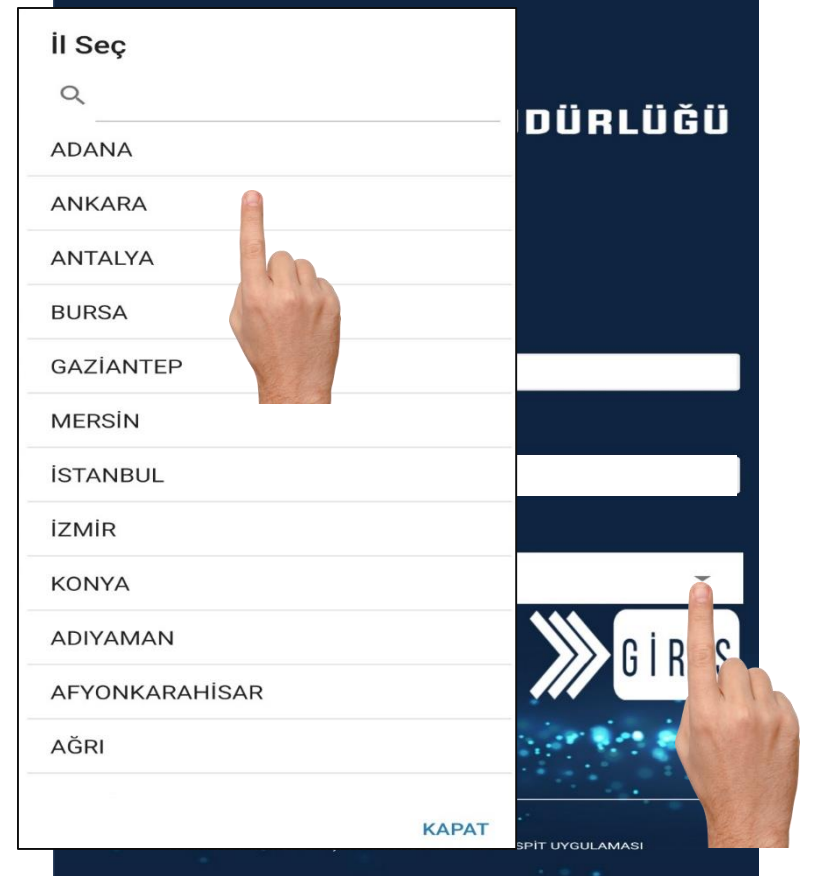 İl Seç
DÜRLÜĞÜ
ADANA
ANKARA
ANTALYA
BURSA
GAZİANTEP
MERSİN
İSTANBUL
İZMİR
KONYA
ADIYAMAN
GİR
AFYONKARAHİSAR
AĞRI
KAPAT
SPİT UYGULAMASI